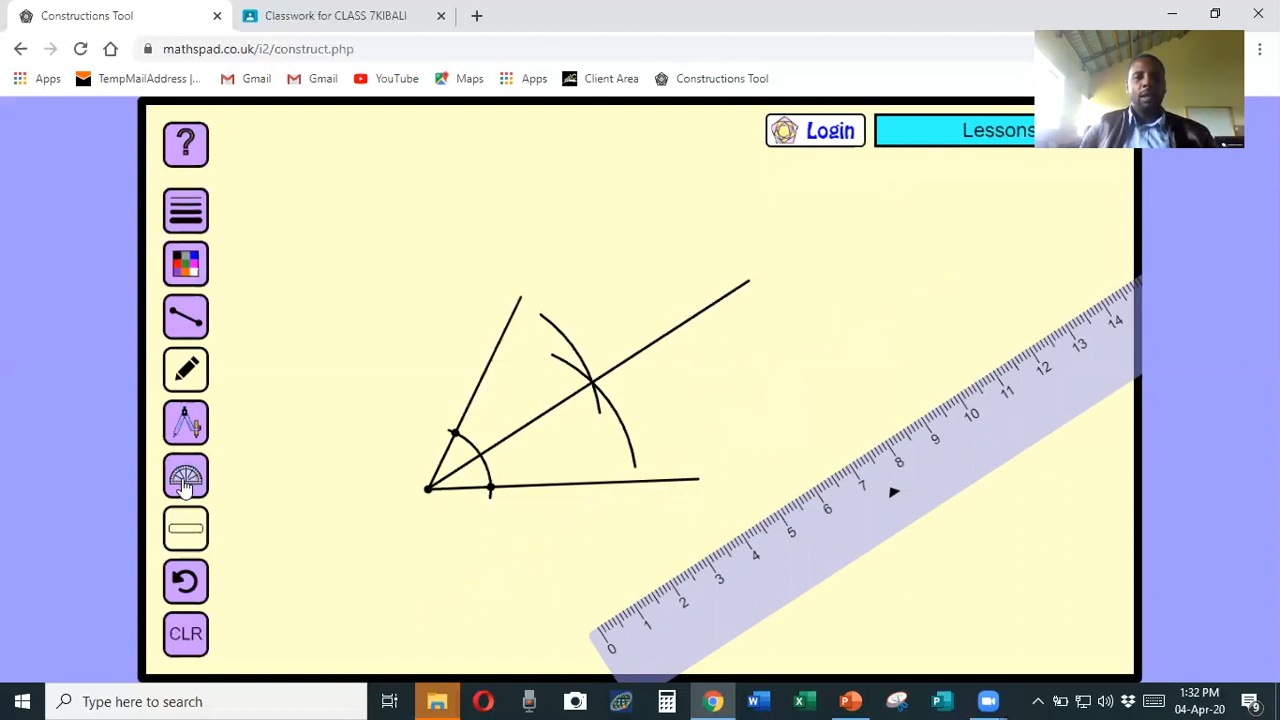 Constructions Tool
Classwork for CLASS 7KIBALI
mathspad.co.uk/i2/construct.php
Apps
TempMailAddress |...
Gmail
Gmail
YouTube
Maps
Apps
Client Area
Constructions Tool
?
Login
Lessons
CLR
0 1 2 3 4 5 6 7 8 9 10 11 12 13 14
Type here to search
1:32 PM
04-Apr-20
9